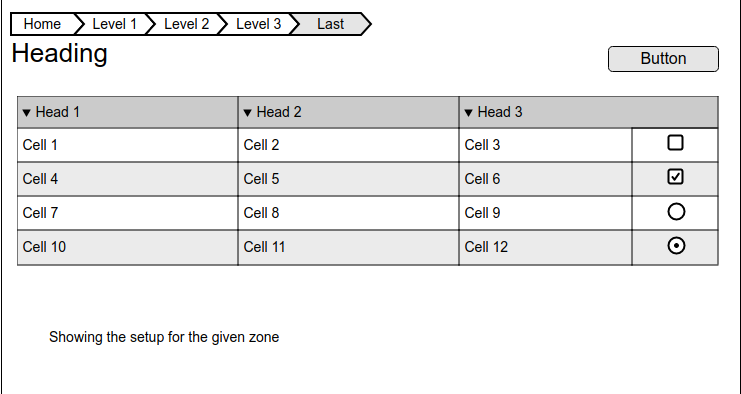 Home Level 1 Level 2 Level 3 Last
Heading
Button
Head 1 Head 2 Head 3
Cell 1 Cell 2 Cell 3
Cell 4 Cell 5 Cell 6
Cell 7 Cell 8 Cell 9
Cell 10 Cell 11 Cell 12
Showing the setup for the given zone